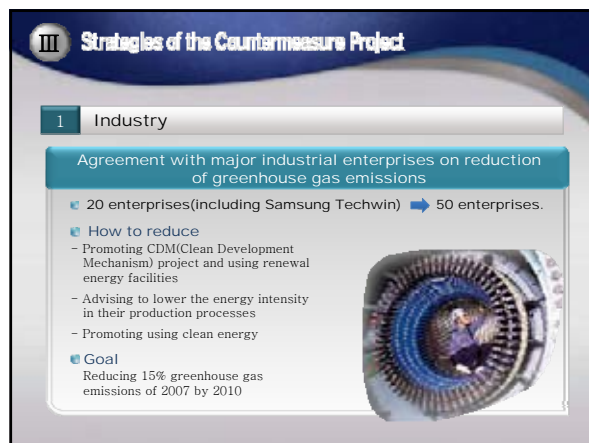 III Strategies of the Countermeasure Project
1 Industry
Agreement with major industrial enterprises on reduction
of greenhouse gas emissions
20 enterprises(including Samsung Techwin) ➡ 50 enterprises.
How to reduce
- Promoting CDM(Clean Development
Mechanism) project and using renewal
energy facilities
- Advising to lower the energy intensity
in their production processes
- Promoting using clean energy
Goal
Reducing 15% greenhouse gas
emissions of 2007 by 2010